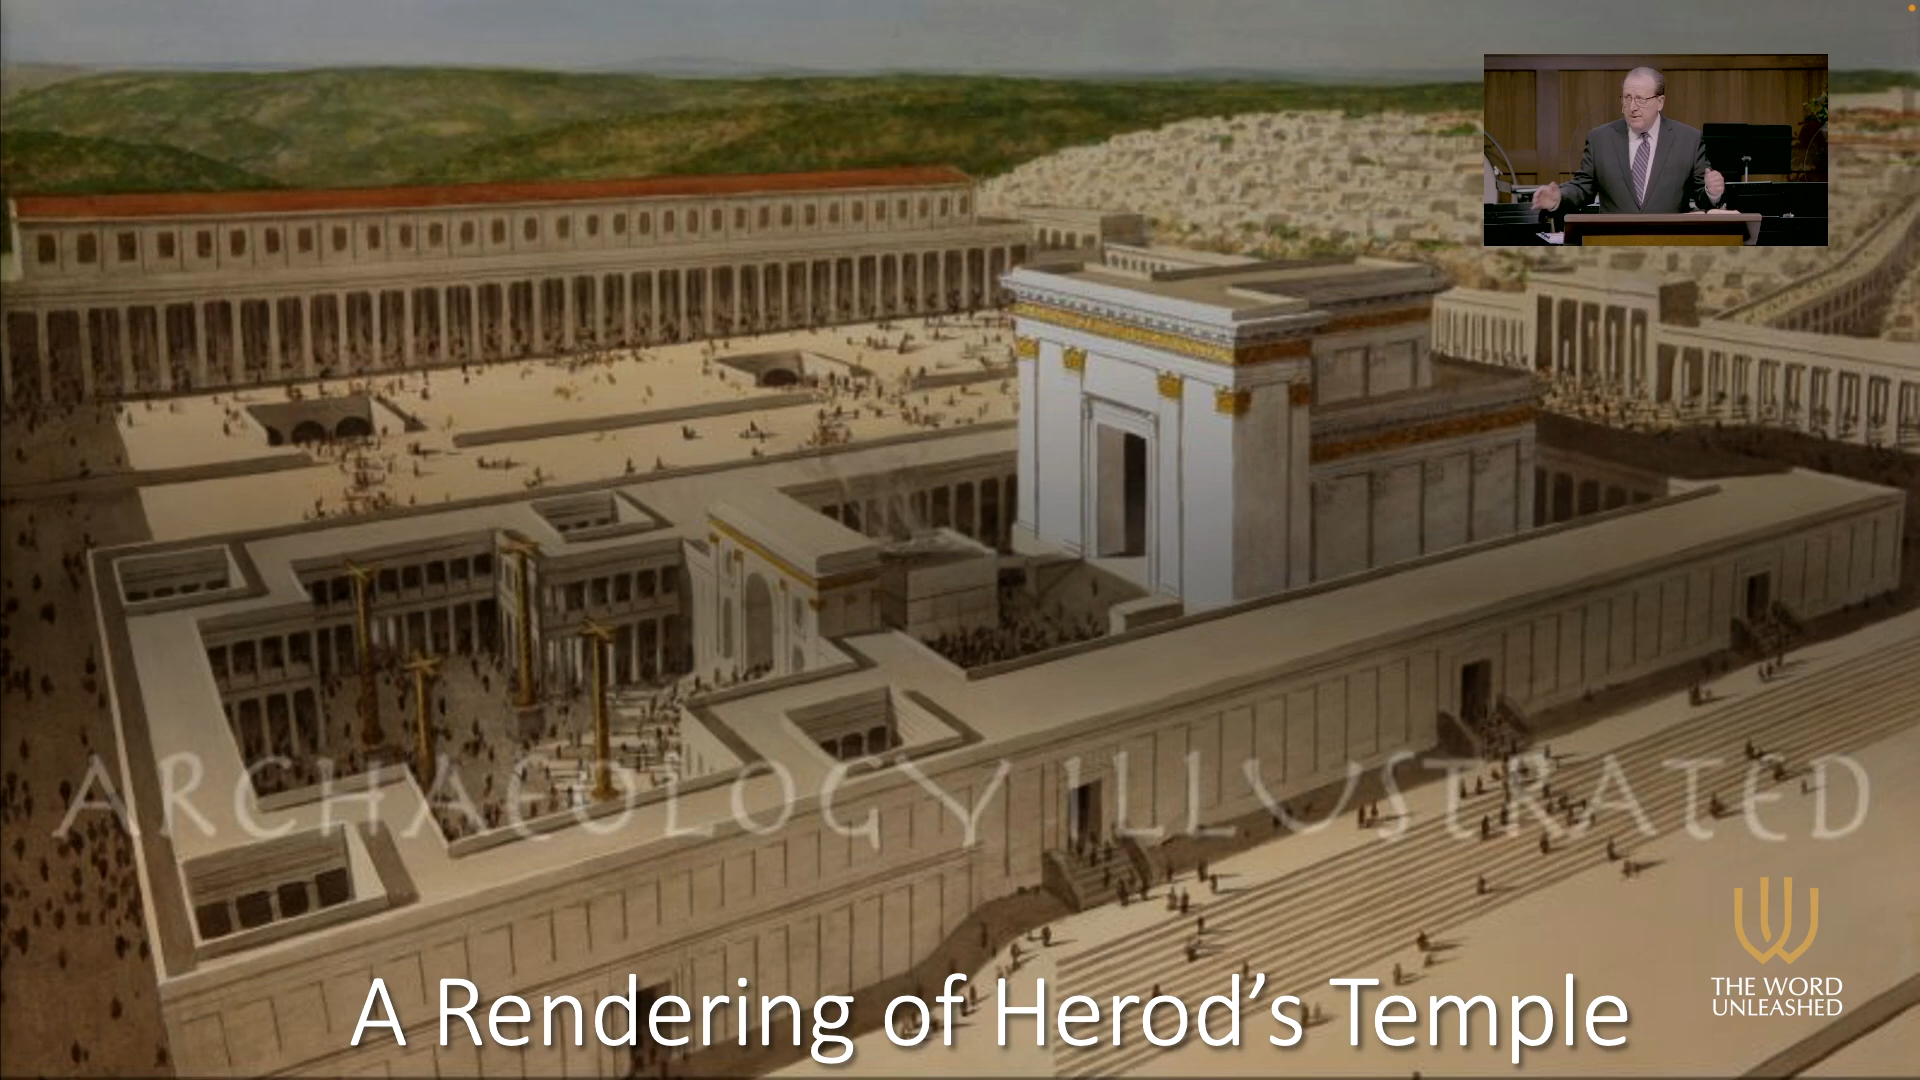 ARCHAEOLOGY ILLUSTRATED
A Rendering of Herod's Temple
THE WORD
UNLEASHED